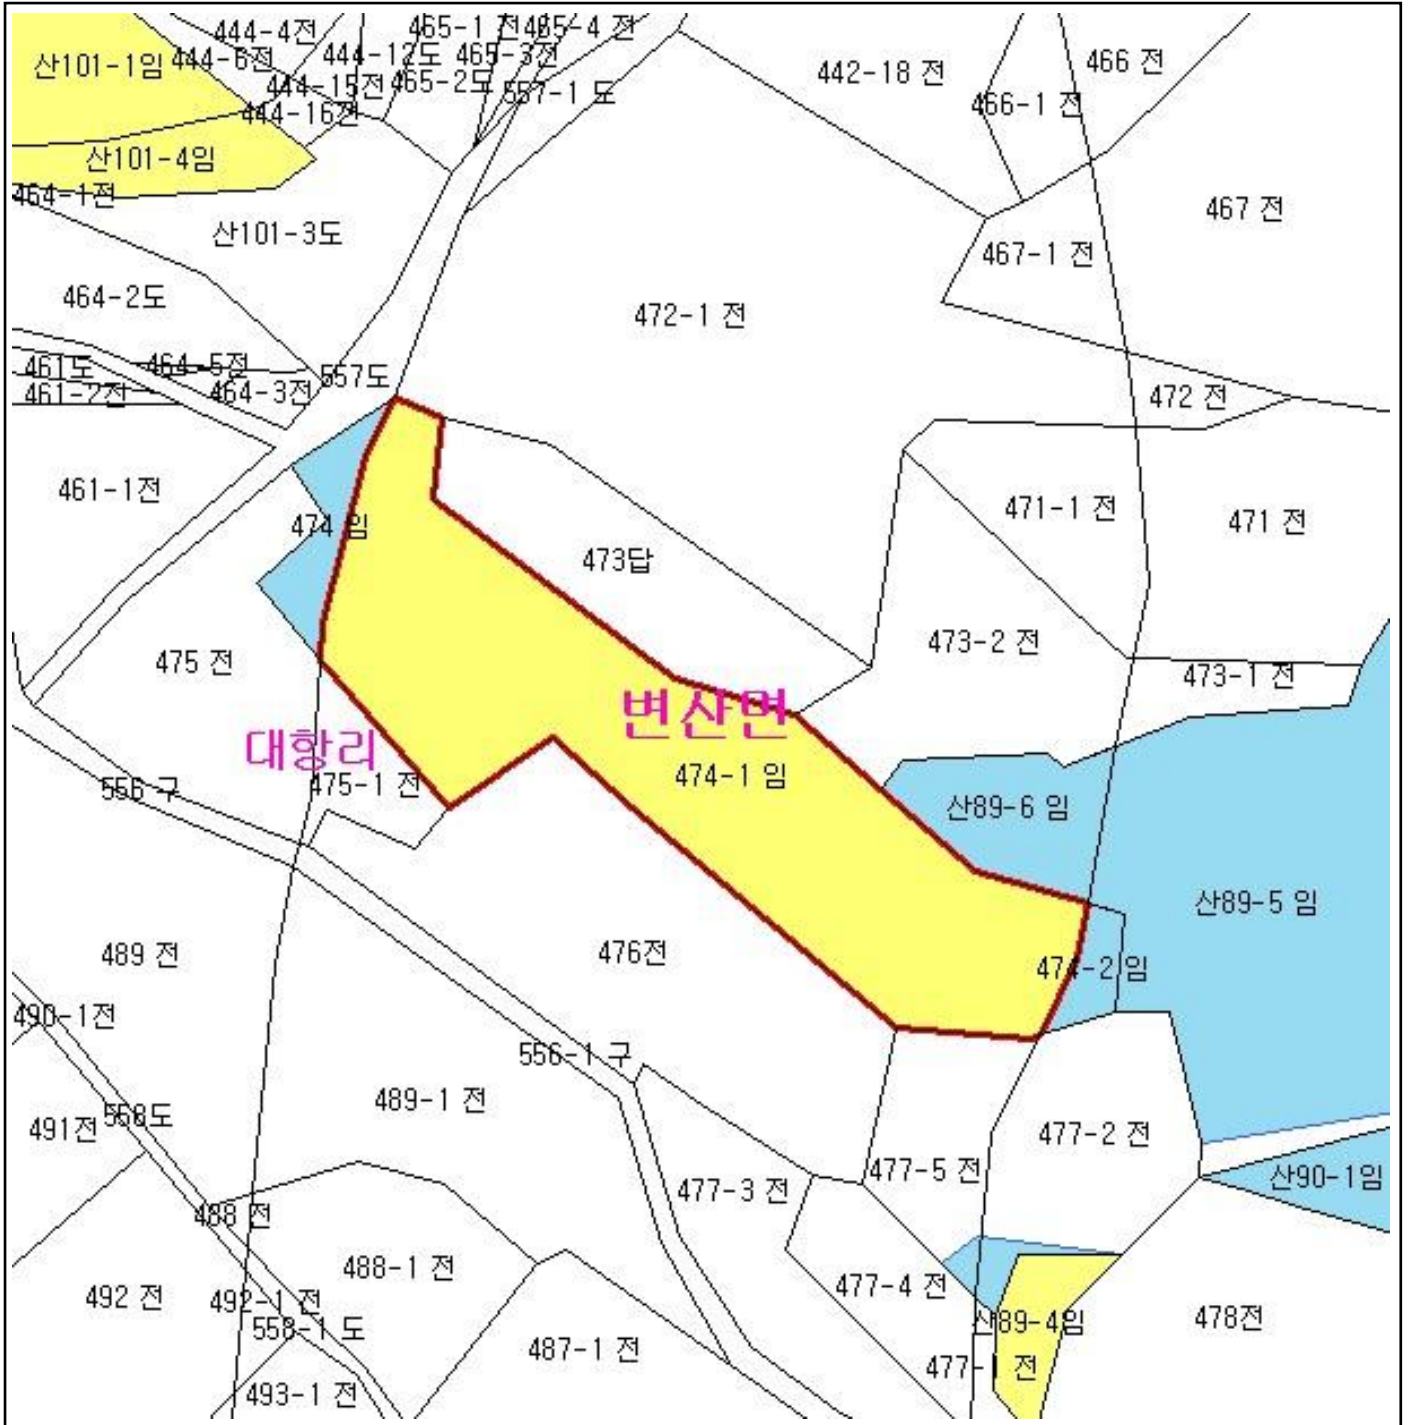 444-4전
465-1 전
465-4 전
산101-1임
444-6전
444-12도
465-3전
442-18 전
466 전
444-15전
465-2도
557-1 도
444-16전
466-1 전
산101-4임
464-1전
산101-3도
467 전
467-1 전
464-2도
472-1 전
461도
464-5전
557도
461-2전
464-3전
472 전
461-1전
474 임
471-1 전
471 전
473답
475 전
473-2 전
473-1 전
변산면
대항리
475-1 전
474-1 임
556 구
산89-6 임
산89-5 임
489 전
476전
474-2 임
490-1전
556-1 구
489-1 전
491전
558도
477-2 전
477-3 전
477-5 전
산90-1임
488 전
488-1 전
477-4 전
492 전
492-1 전
558-1 도
산89-4임
478전
487-1 전
477-1 전
493-1 전